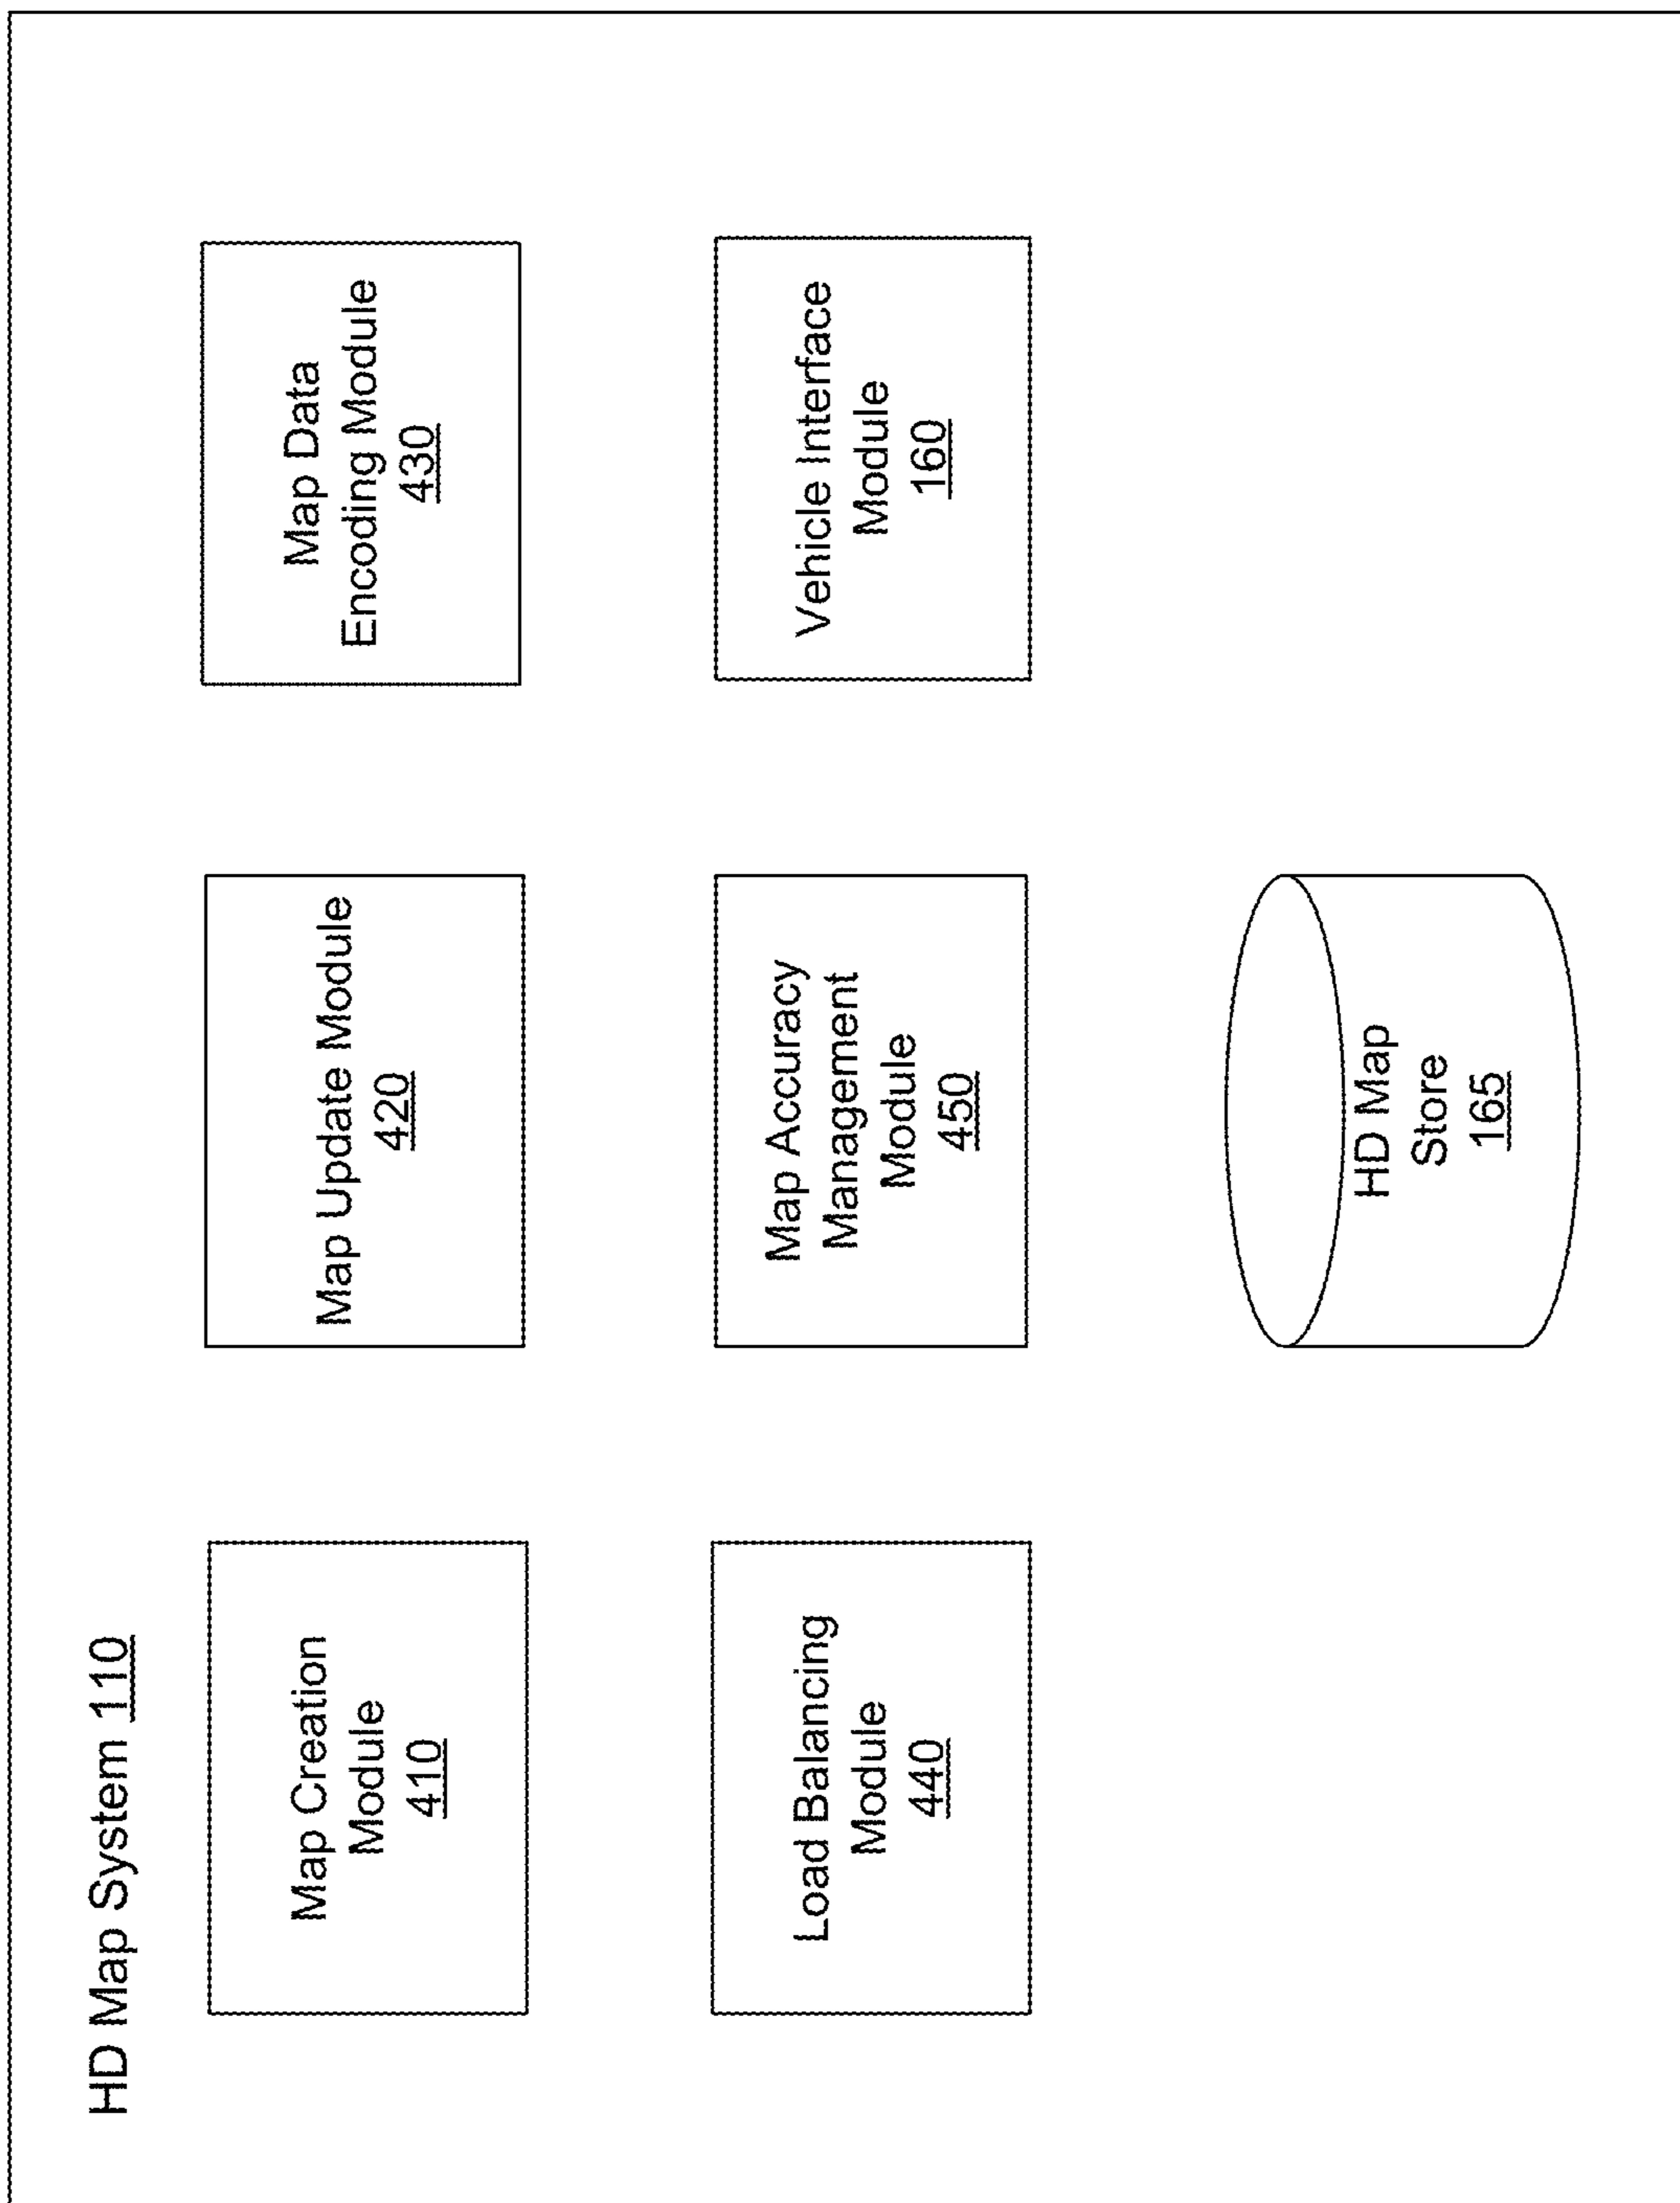 HD Map System 110
Map Creation
Module
410
Map Update Module
420
Map Data
Encoding Module
430
Load Balancing
Module
440
Map Accuracy
Management
Module
450
Vehicle Interface
Module
160
HD Map
Store
165